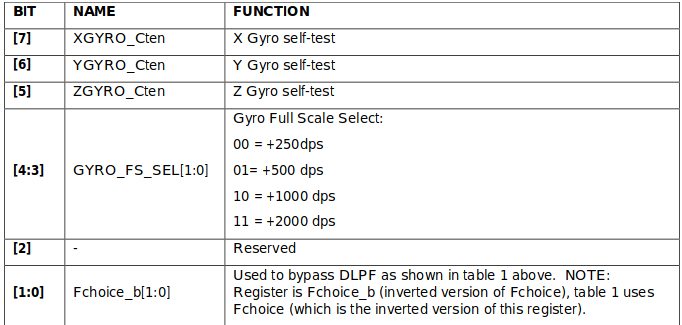 BIT NAME FUNCTION
[7] XGYRO_Cten X Gyro self-test
[6] YGYRO_Cten Y Gyro self-test
[5] ZGYRO_Cten Z Gyro self-test
[4:3] GYRO_FS_SEL[1:0] Gyro Full Scale Select:
00 = +250dps
01= +500 dps
10 = +1000 dps
11 = +2000 dps
[2] - Reserved
[1:0] Fchoice_b[1:0] Used to bypass DLPF as shown in table 1 above.  NOTE:
Register is Fchoice_b (inverted version of Fchoice), table 1 uses
Fchoice (which is the inverted version of this register).